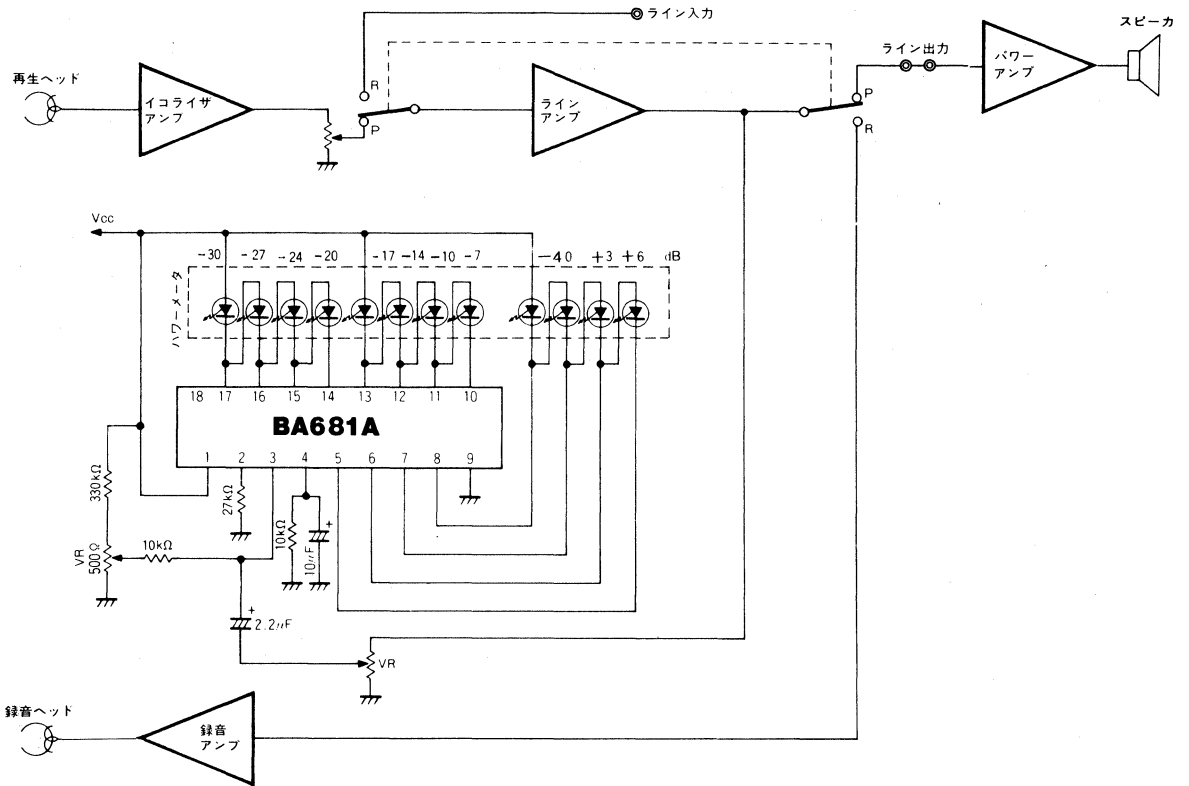 ライン入力
スピーカ
ライン出力
パワー
アンプ
再生ヘッド
イコライザ
アンプ
R
P
ライン
アンプ
P
R
Vcc
-30 -27 -24 -20 -17 -14 -10 -7 -4 0 +3 +6 dB
パワーメータ
18 17 16 15 14 13 12 11 10
BA681A
1 2 3 4 5 6 7 8 9
330kΩ
27kΩ
10kΩ
10μF
+
VR
500Ω
10kΩ
+
2.2μF
VR
録音ヘッド
録音
アンプ